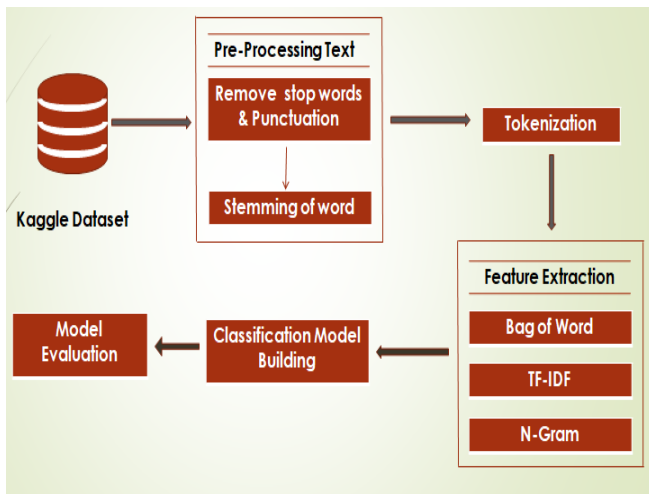 Pre-Processing Text
Remove stop words
& Punctuation
Stemming of word
Kaggle Dataset
Tokenization
Feature Extraction
Bag of Word
TF-IDF
N-Gram
Classification Model
Building
Model
Evaluation